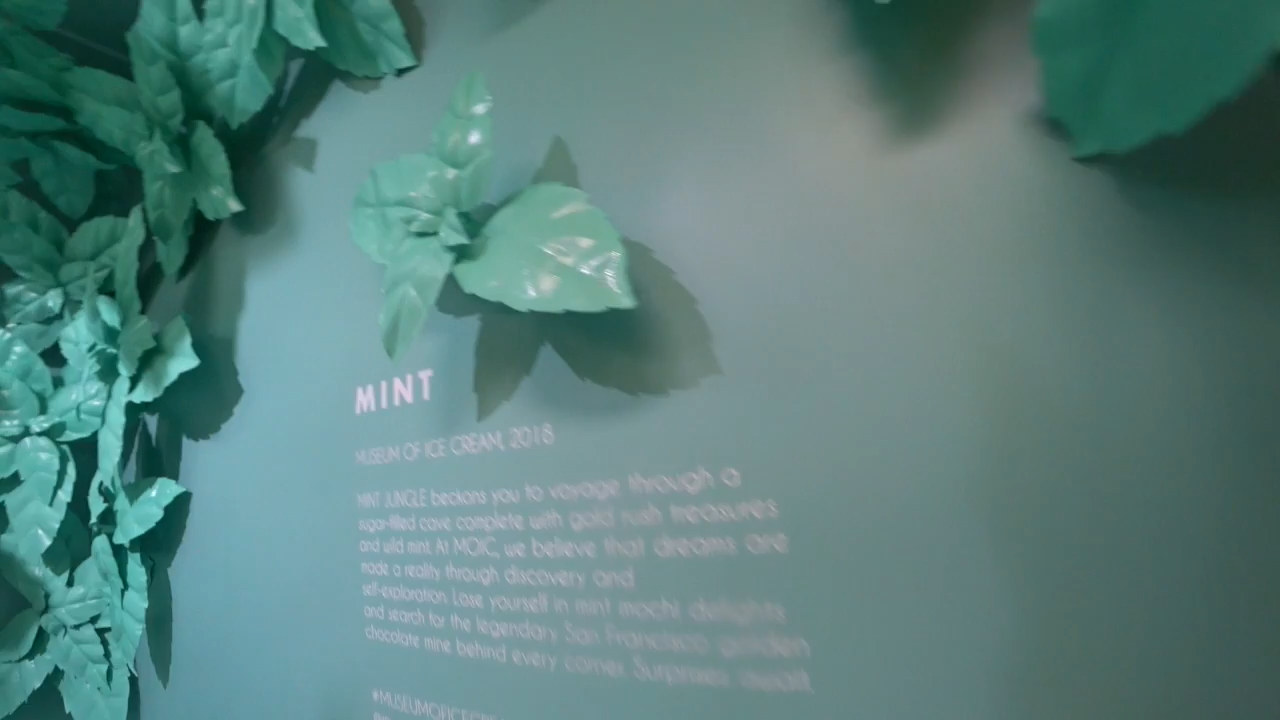 MINT
MUSEUM OF ICE CREAM, 2018
MINT JUNGLE beckons you to voyage through a
sugar-filled cave complete with gold rush treasures
and wild mint. At MOIC, we believe that dreams are
made a reality through discovery and
self-exploration. Lose yourself in mint mochi delights
and search for the legendary San Francisco golden
chocolate mine behind every corner. Surprises await.